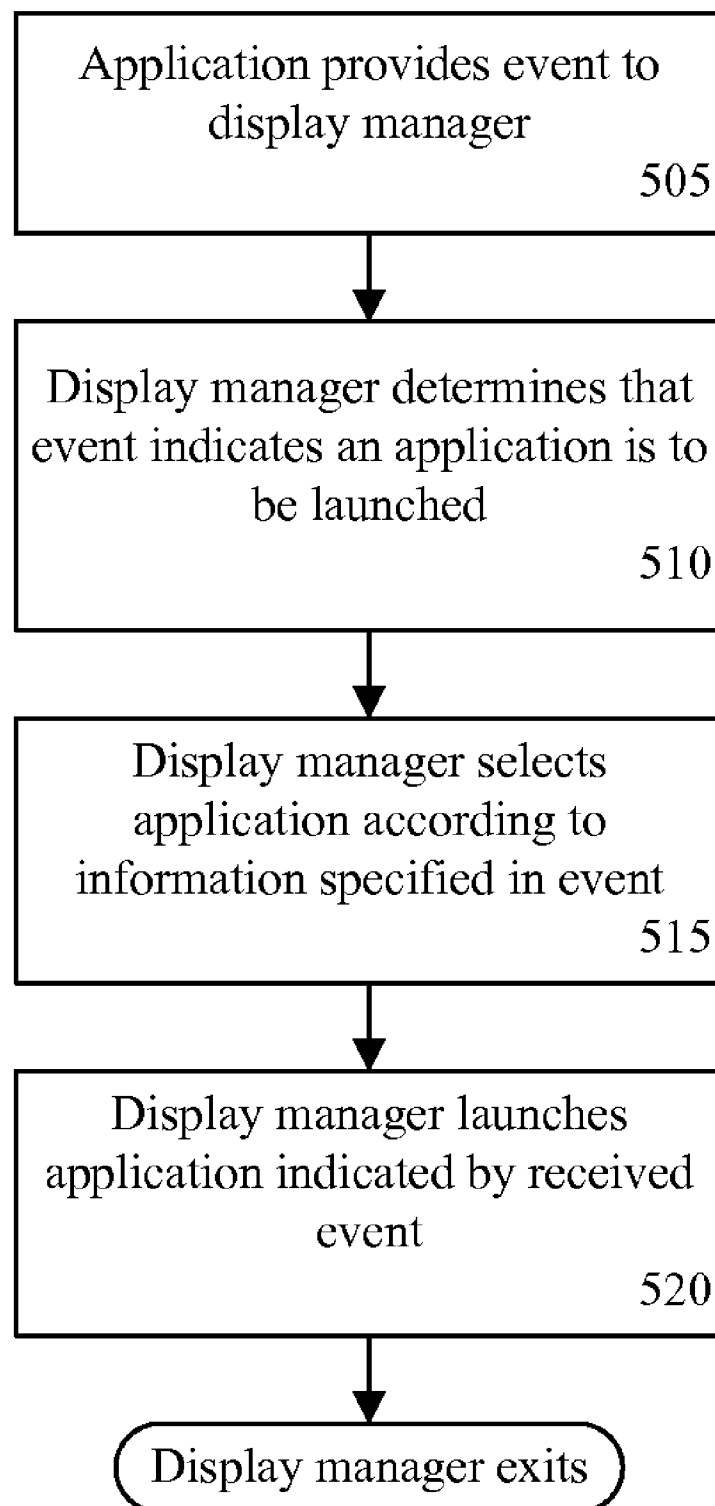 Application provides event to
display manager
505
Display manager determines that
event indicates an application is to
be launched
510
Display manager selects
application according to
information specified in event
515
Display manager launches
application indicated by received
event
520
Display manager exits